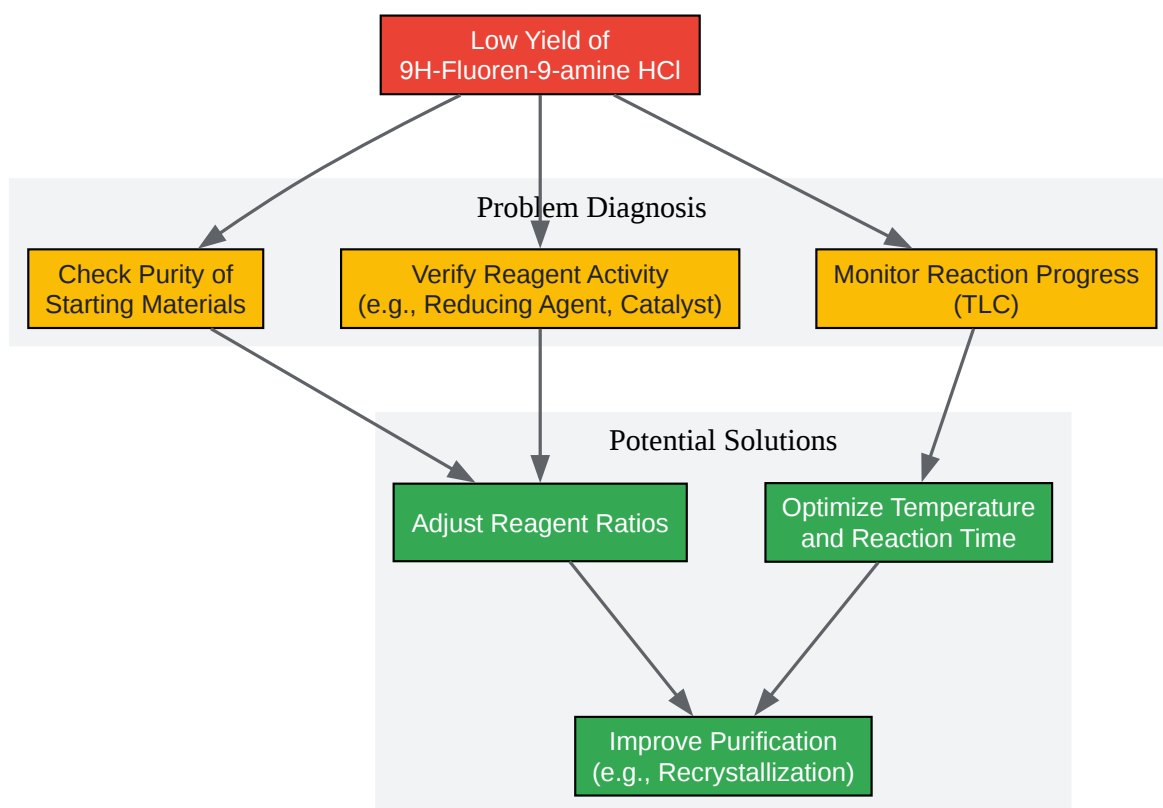 Low Yield of
9H-Fluoren-9-amine HCl
Problem Diagnosis
Check Purity of
Starting Materials
Verify Reagent Activity
(e.g., Reducing Agent, Catalyst)
Monitor Reaction Progress
(TLC)
Potential Solutions
Adjust Reagent Ratios
Optimize Temperature
and Reaction Time
Improve Purification
(e.g., Recrystallization)